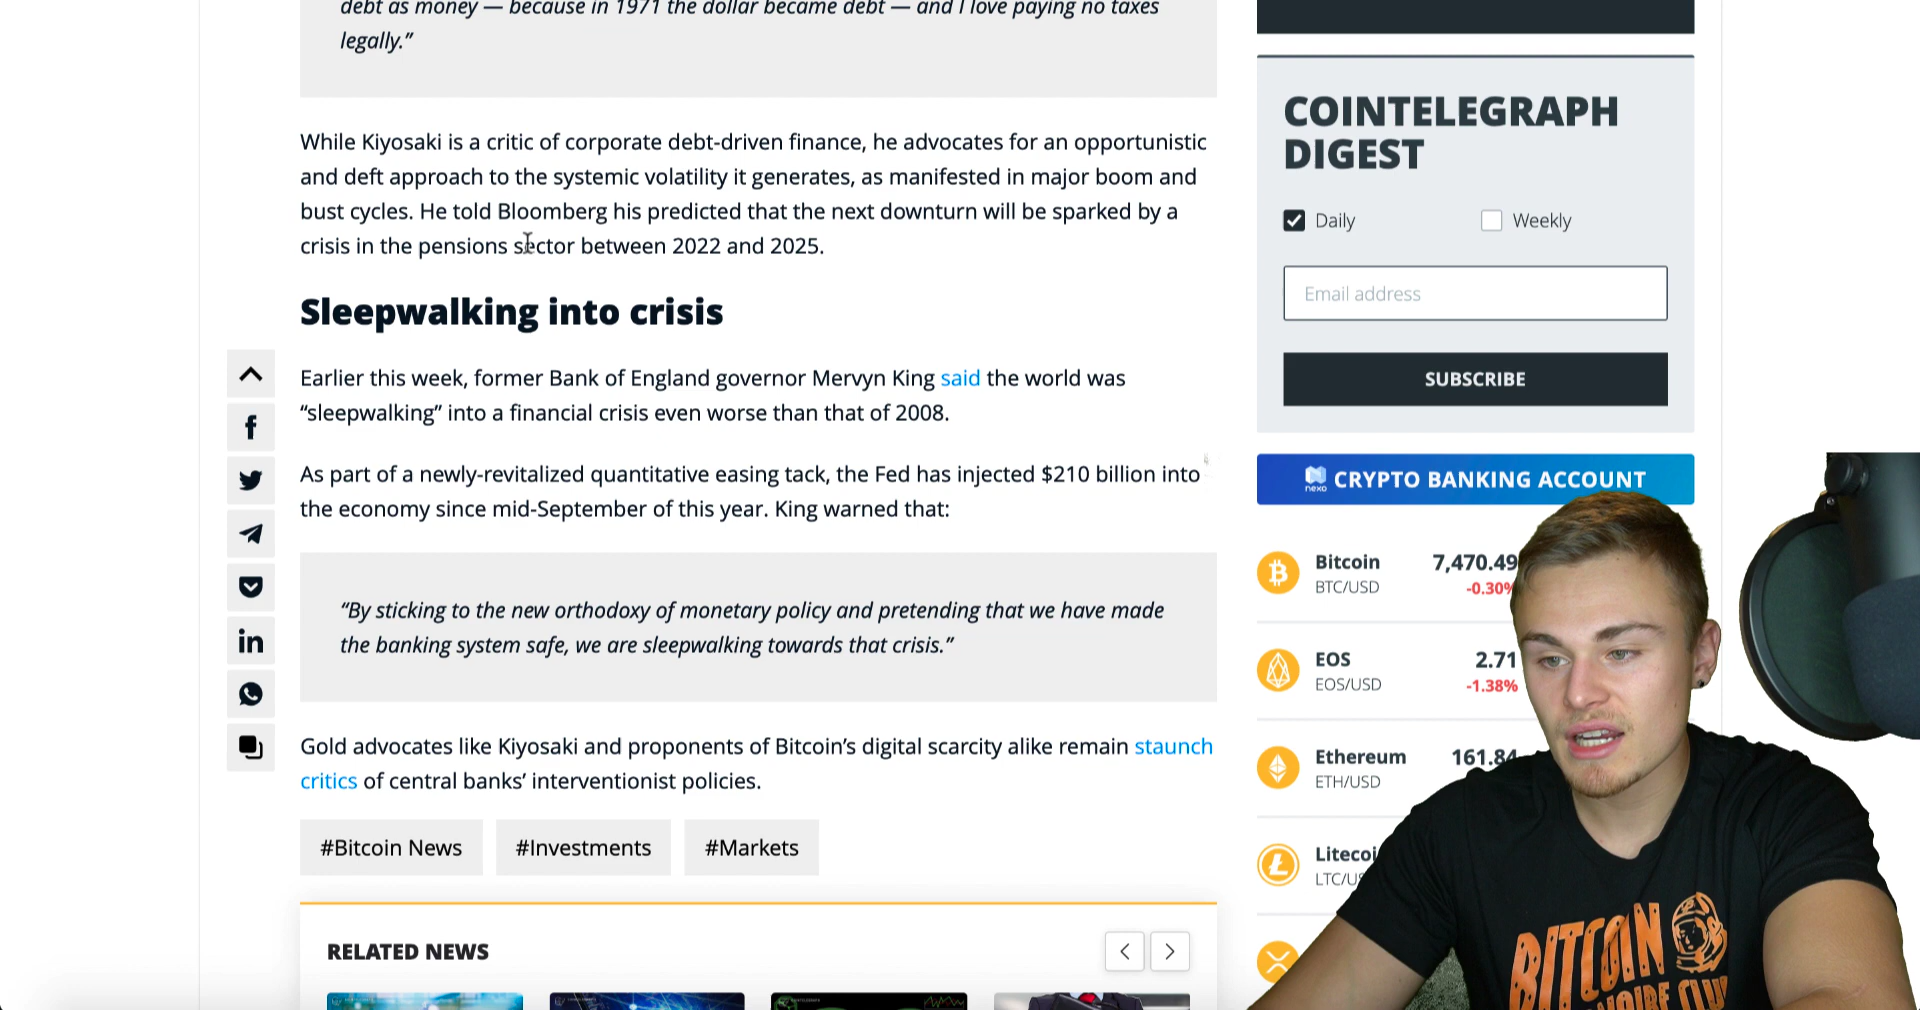 debt as money — because in 1971 the dollar became debt — and I love paying no taxes
legally.”
While Kiyosaki is a critic of corporate debt-driven finance, he advocates for an opportunistic
and deft approach to the systemic volatility it generates, as manifested in major boom and
bust cycles. He told Bloomberg his predicted that the next downturn will be sparked by a
crisis in the pensions sector between 2022 and 2025.
Sleepwalking into crisis
Earlier this week, former Bank of England governor Mervyn King said the world was
“sleepwalking” into a financial crisis even worse than that of 2008.
As part of a newly-revitalized quantitative easing tack, the Fed has injected $210 billion into
the economy since mid-September of this year. King warned that:
“By sticking to the new orthodoxy of monetary policy and pretending that we have made
the banking system safe, we are sleepwalking towards that crisis.”
Gold advocates like Kiyosaki and proponents of Bitcoin’s digital scarcity alike remain staunch
critics of central banks’ interventionist policies.
#Bitcoin News #Investments #Markets
RELATED NEWS
COINTELEGRAPH
DIGEST
Daily Weekly
Email address
SUBSCRIBE
nexo CRYPTO BANKING ACCOUNT
Bitcoin 7,470.49
BTC/USD -0.30%
EOS 2.71
EOS/USD -1.38%
Ethereum 161.84
ETH/USD
Litecoi
LTC/US
BITCOIN